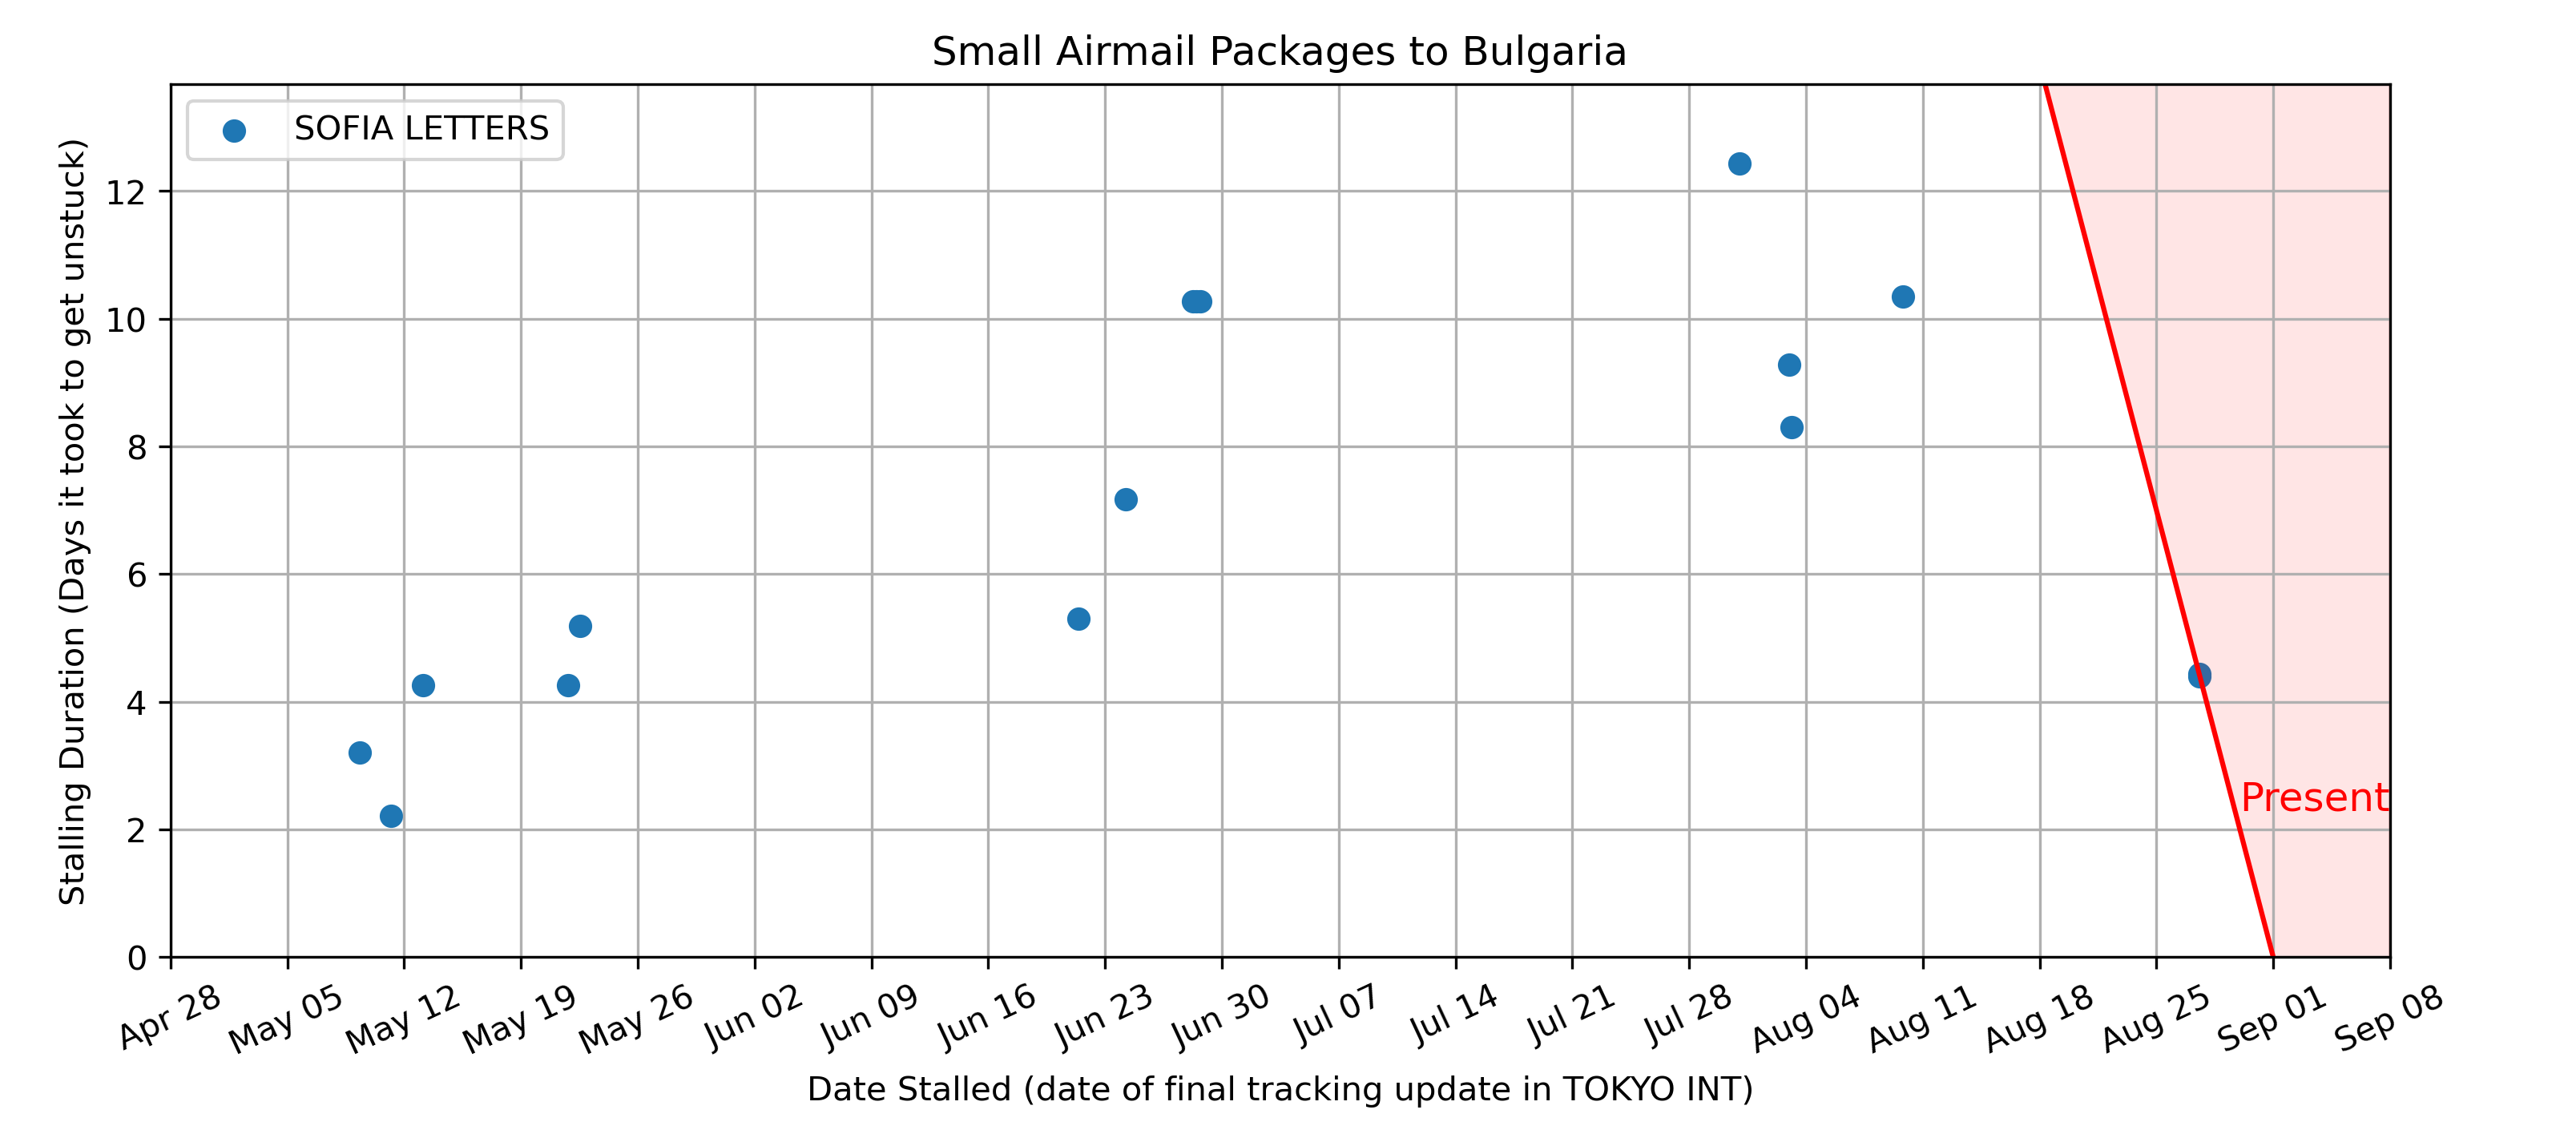 Small Airmail Packages to Bulgaria
SOFIA LETTERS
Stalling Duration (Days it took to get unstuck)
12
10
8
6
4
2
0
Present
Apr 28
May 05
May 12
May 19
May 26
Jun 02
Jun 09
Jun 16
Jun 23
Jun 30
Jul 07
Jul 14
Jul 21
Jul 28
Aug 04
Aug 11
Aug 18
Aug 25
Sep 01
Sep 08
Date Stalled (date of final tracking update in TOKYO INT)